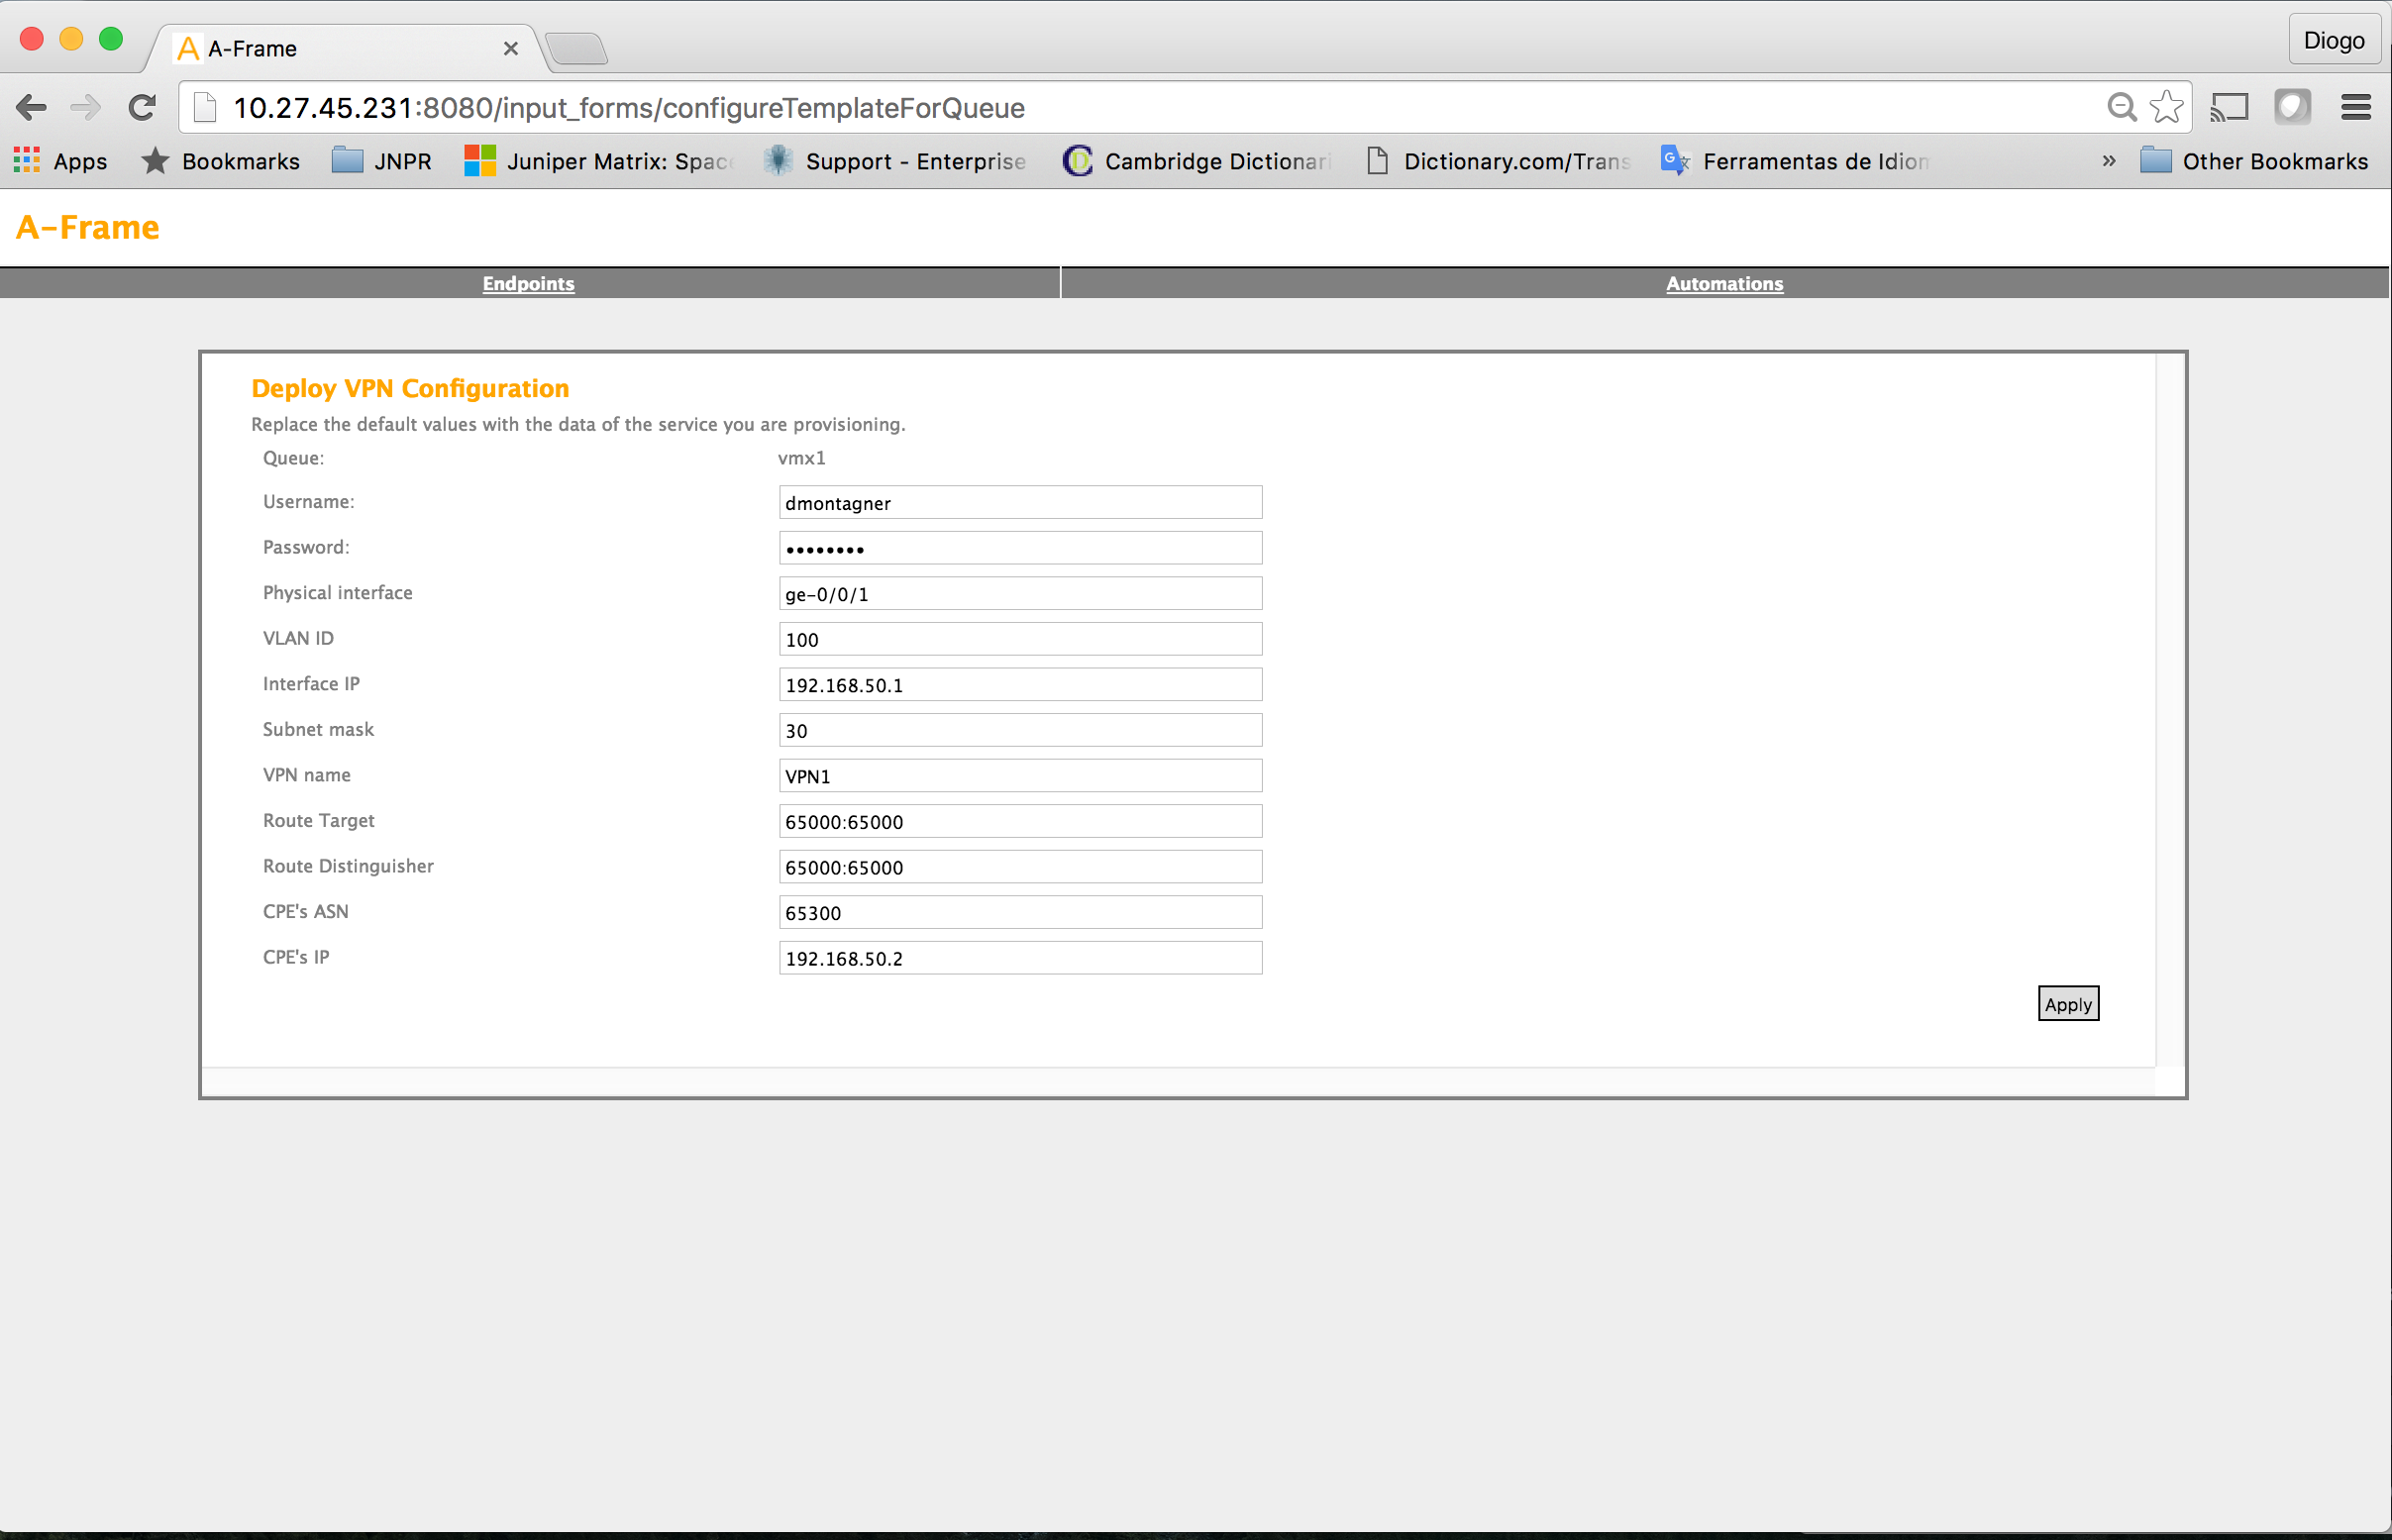 A-Frame
Diogo
10.27.45.231:8080/input_forms/configureTemplateForQueue
Apps Bookmarks JNPR Juniper Matrix: Space Support - Enterprise Cambridge Dictionari Dictionary.com/Trans Ferramentas de Idiom » Other Bookmarks
A-Frame
Endpoints Automations
Deploy VPN Configuration
Replace the default values with the data of the service you are provisioning.
Queue: vmx1
Username: dmontagner
Password: ••••••••
Physical interface ge-0/0/1
VLAN ID 100
Interface IP 192.168.50.1
Subnet mask 30
VPN name VPN1
Route Target 65000:65000
Route Distinguisher 65000:65000
CPE's ASN 65300
CPE's IP 192.168.50.2
Apply